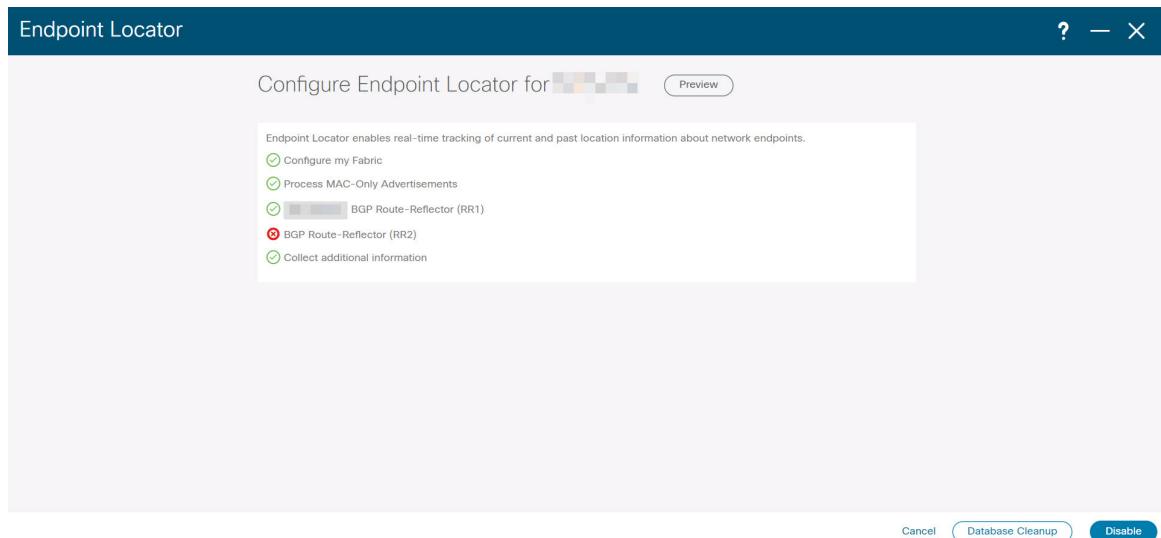 Endpoint Locator
?
Configure Endpoint Locator for
Preview
Endpoint Locator enables real-time tracking of current and past location information about network endpoints.
Configure my Fabric
Process MAC-Only Advertisements
BGP Route-Reflector (RR1)
BGP Route-Reflector (RR2)
Collect additional information
Cancel Database Cleanup Disable